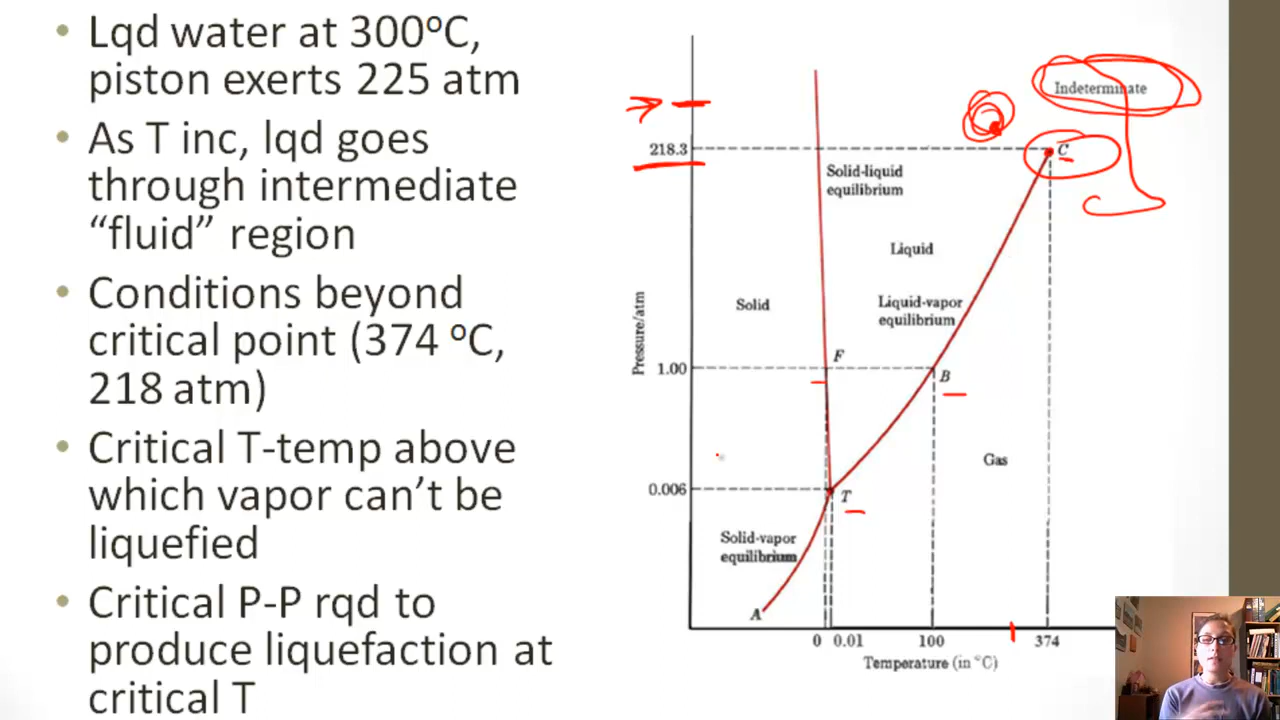 • Lqd water at 300°C,
piston exerts 225 atm
• As T inc, lqd goes
through intermediate
“fluid” region
• Conditions beyond
critical point (374 °C,
218 atm)
• Critical T-temp above
which vapor can’t be
liquefied
• Critical P-P rqd to
produce liquefaction at
critical T
Indeterminate
218.3
C
Solid-liquid
equilibrium
Liquid
Solid
Liquid-vapor
equilibrium
Pressure/atm
F
1.00
B
Gas
0.006
T
Solid-vapor
equilibrium
A
0 0.01 100 374
Temperature (in °C)